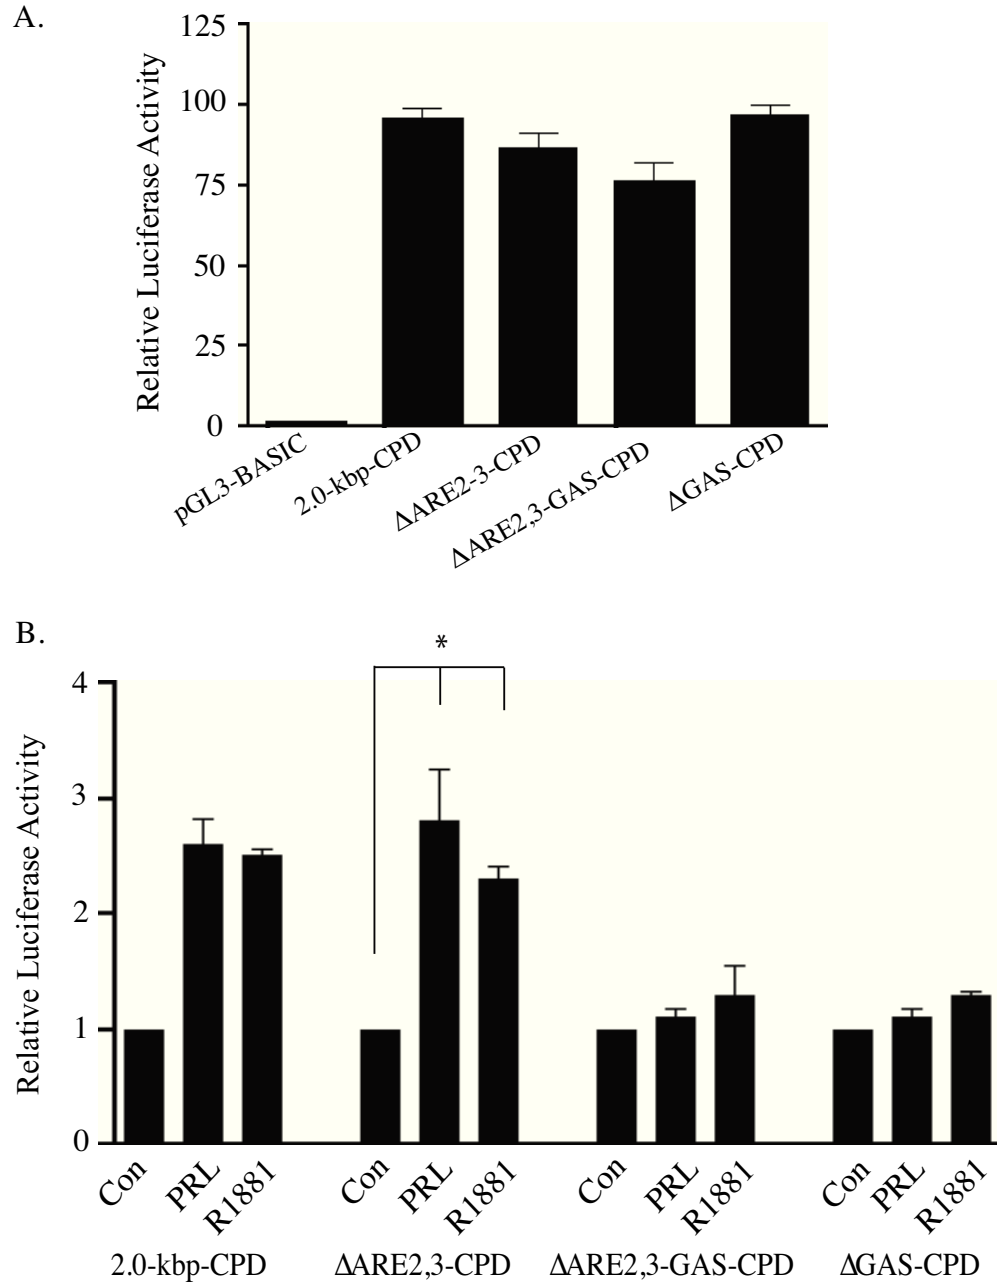 A.
Relative Luciferase Activity
125
100
75
50
25
0
pGL3-BASIC
2.0-kbp-CPD
ΔARE2-3-CPD
ΔARE2,3-GAS-CPD
ΔGAS-CPD
B.
*
Relative Luciferase Activity
4
3
2
1
0
Con PRL R1881 Con PRL R1881 Con PRL R1881 Con PRL R1881
2.0-kbp-CPD ΔARE2,3-CPD ΔARE2,3-GAS-CPD ΔGAS-CPD